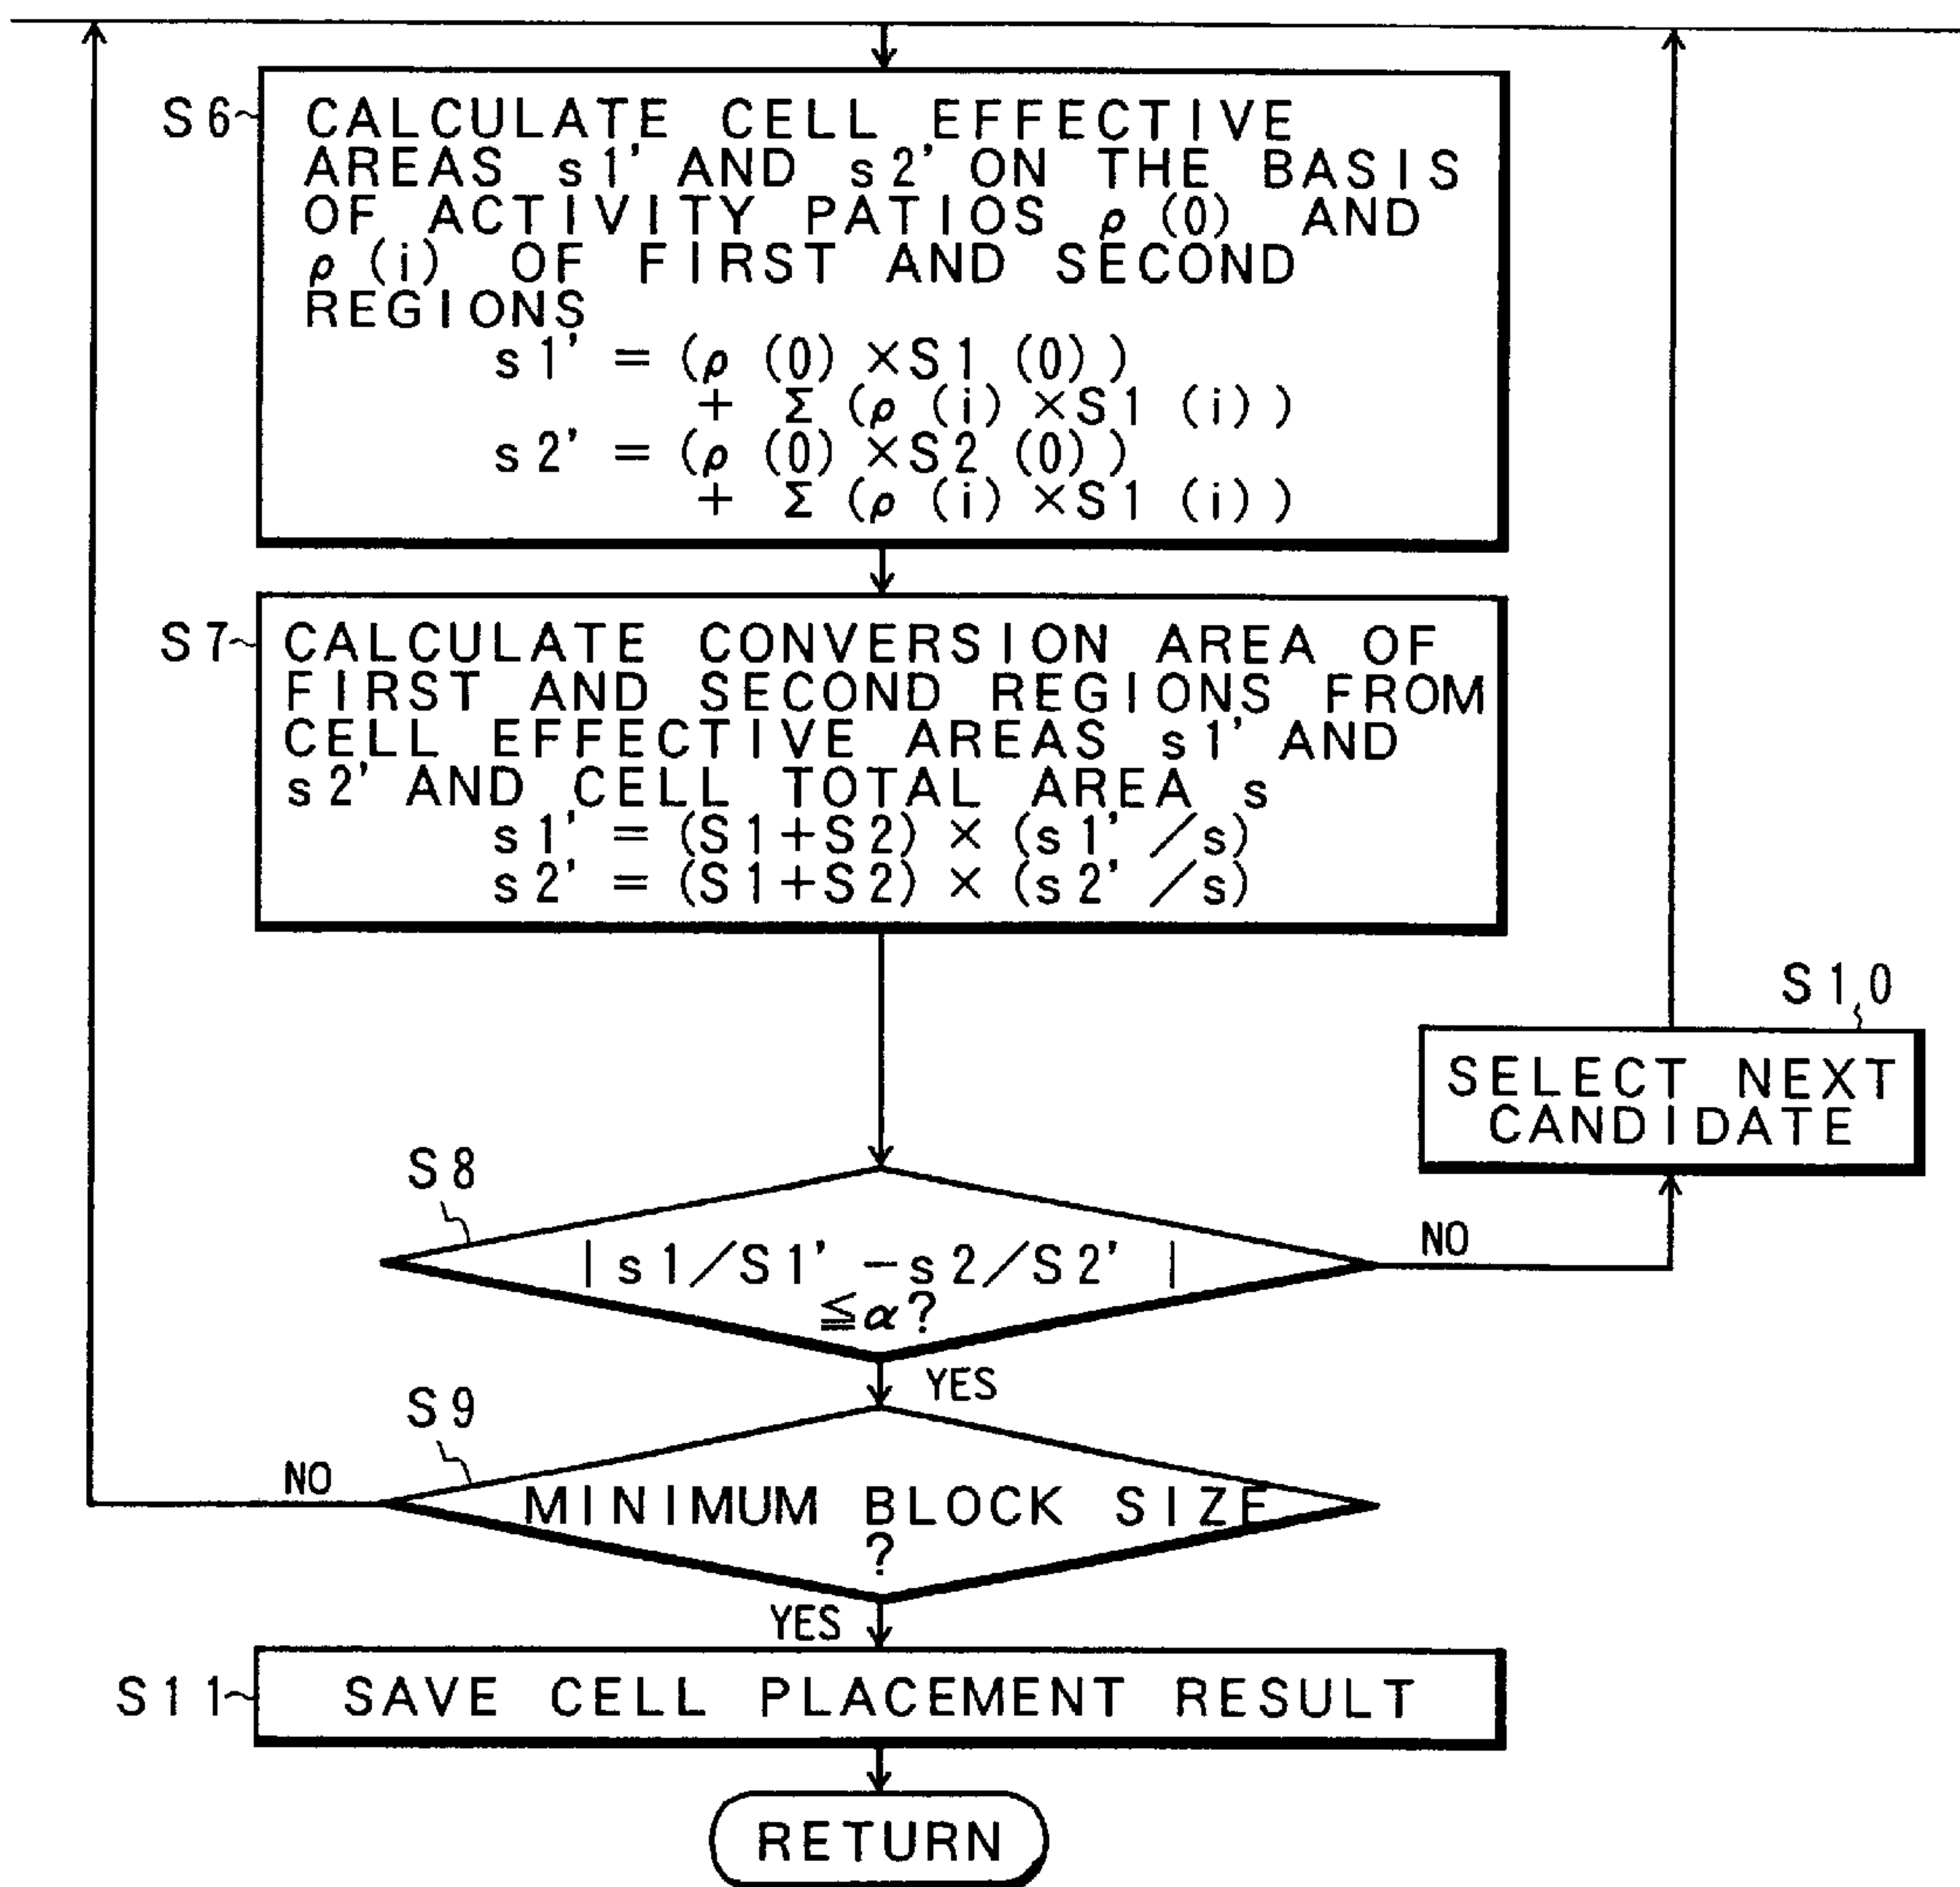 S6
CALCULATE CELL EFFECTIVE
AREAS s1' AND s2' ON THE BASIS
OF ACTIVITY PATIOS ρ (0) AND
ρ (i) OF FIRST AND SECOND
REGIONS
s1' = (ρ (0) ×S1 (0))
+ Σ (ρ (i) ×S1 (i))
s2' = (ρ (0) ×S2 (0))
+ Σ (ρ (i) ×S1 (i))
S7
CALCULATE CONVERSION AREA OF
FIRST AND SECOND REGIONS FROM
CELL EFFECTIVE AREAS s1' AND
s2' AND CELL TOTAL AREA s
s1' = (S1+S2) × (s1' /s)
s2' = (S1+S2) × (s2' /s)
S10
SELECT NEXT
CANDIDATE
S8
| s1/S1' -s2/S2' |
≦α?
NO
YES
S9
NO
MINIMUM BLOCK SIZE
?
YES
S11
SAVE CELL PLACEMENT RESULT
RETURN